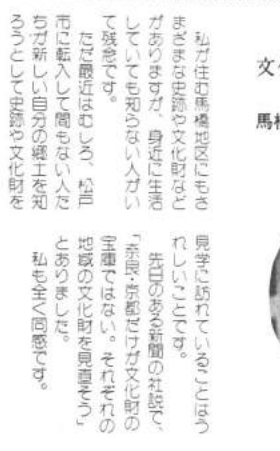 文
馬橋
私が住む馬橋地区にもさ
まざまな史跡や文化財など
がありますが、身近に生活
していても知らない人がい
て残念です。
ただ最近はむしろ、松戸
市に転入して間もない人た
ちが新しい自分の郷土を知
ろうとして史跡や文化財を
見学に訪れていることはう
れしいことです。
先日のある新聞の社説で、
「奈良・京都だけが文化財の
宝庫ではない。それぞれの
地域の文化財を見直そう」
とありました。
私も全く同感です。